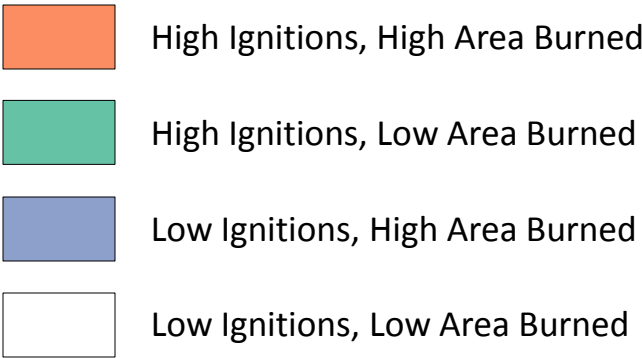 High Ignitions, High Area Burned
High Ignitions, Low Area Burned
Low Ignitions, High Area Burned
Low Ignitions, Low Area Burned